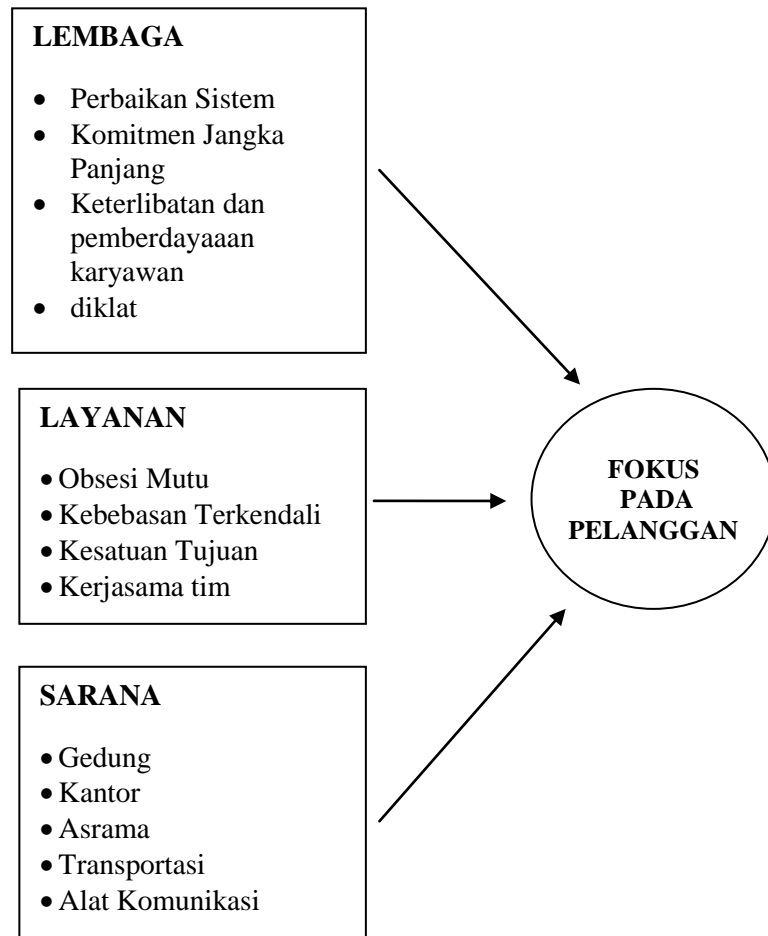 LEMBAGA
• Perbaikan Sistem
• Komitmen Jangka
Panjang
• Keterlibatan dan
pemberdayaaan
karyawan
• diklat
LAYANAN
• Obsesi Mutu
• Kebebasan Terkendali
• Kesatuan Tujuan
• Kerjasama tim
FOKUS
PADA
PELANGGAN
SARANA
• Gedung
• Kantor
• Asrama
• Transportasi
• Alat Komunikasi